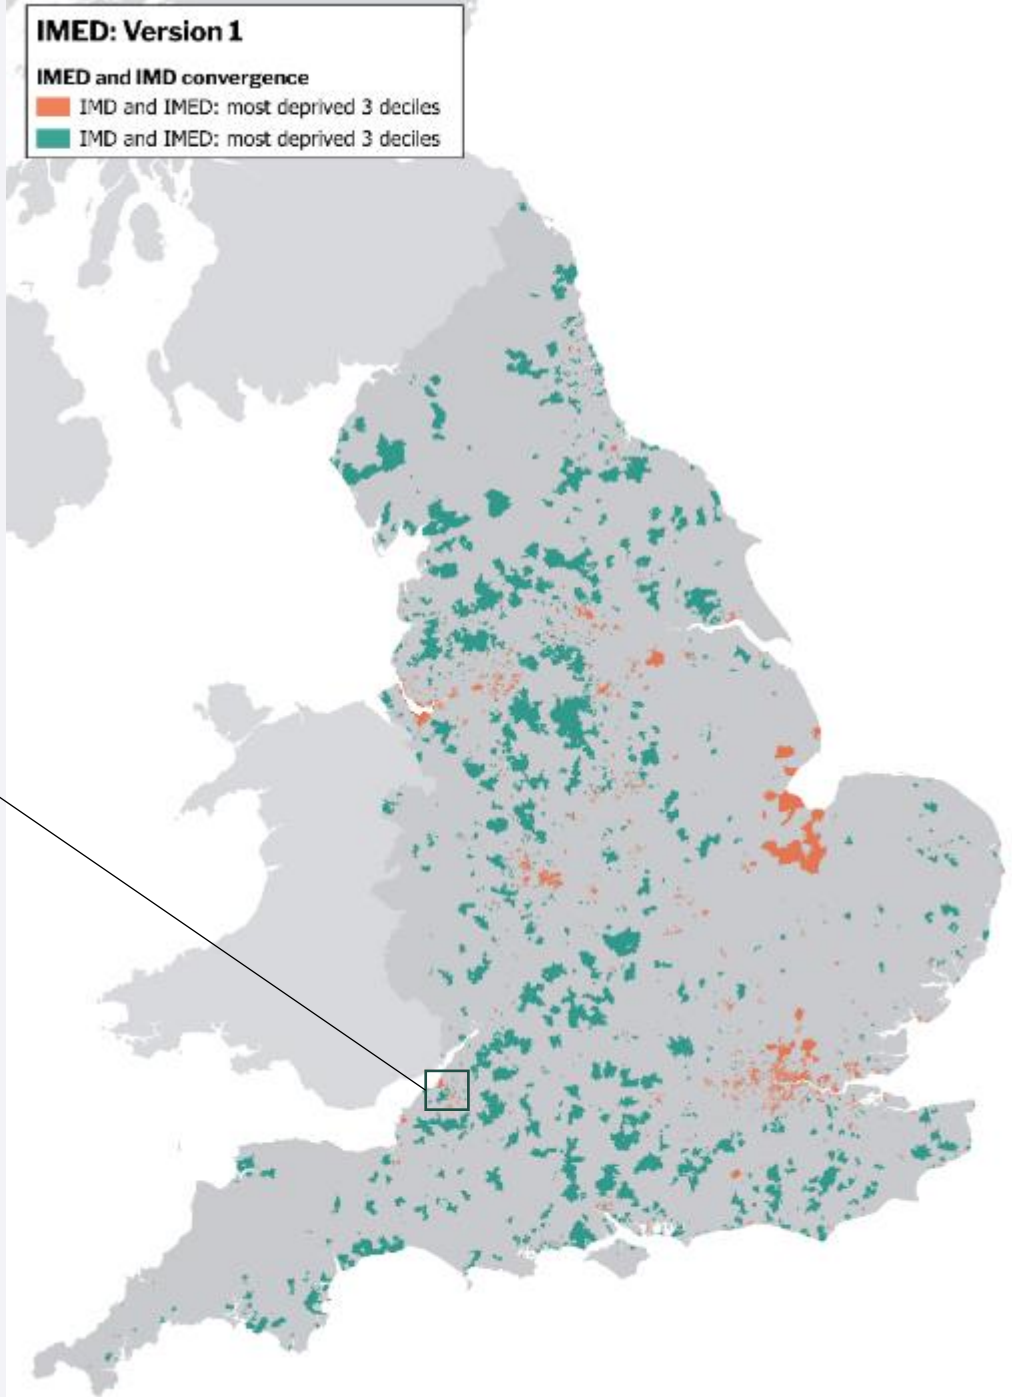 IMED: Version 1
IMED and IMD convergence
IMD and IMED: most deprived 3 deciles
IMD and IMED: most deprived 3 deciles